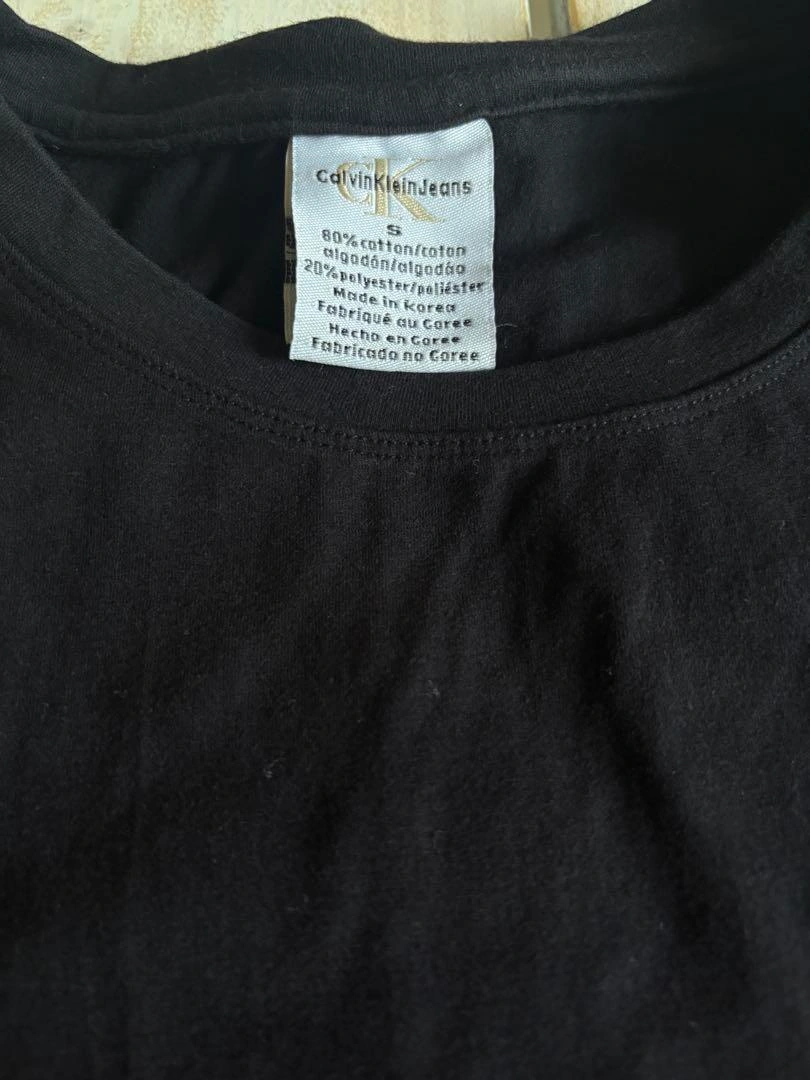 CK
CalvinKleinJeans
S
80%cotton/coton
algodón/algodão
20%polyester/poliéster
Made in Korea
Fabriqué au Coree
Hecho en Coree
Fabricado no Coree